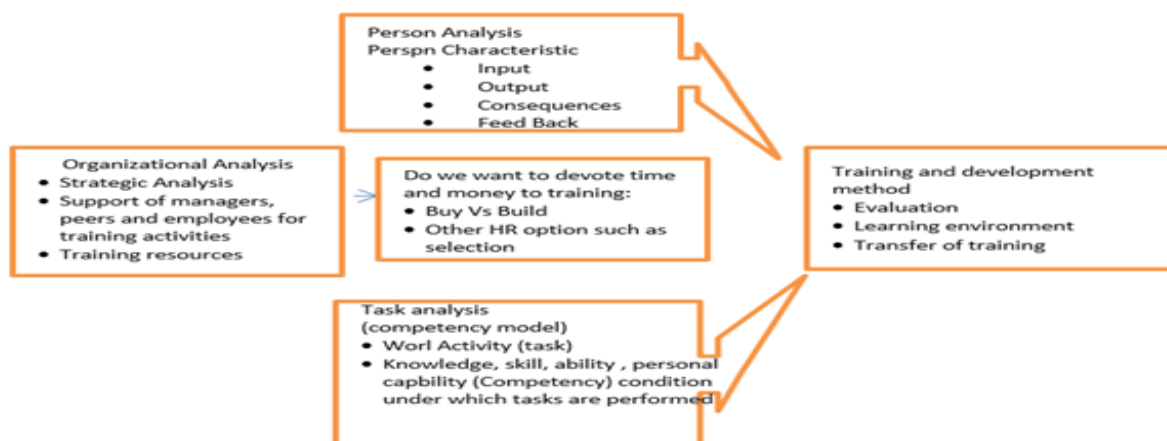 Person Analysis
Perspn Characteristic
• Input
• Output
• Consequences
• Feed Back
Organizational Analysis
• Strategic Analysis
• Support of managers,
peers and employees for
training activities
• Training resources
Do we want to devote time
and money to training:
• Buy Vs Build
• Other HR option such as
selection
Training and development
method
• Evaluation
• Learning environment
• Transfer of training
Task analysis
(competency model)
• Worl Activity (task)
• Knowledge, skill, ability , personal
capbility (Competency) condition
under which tasks are performed